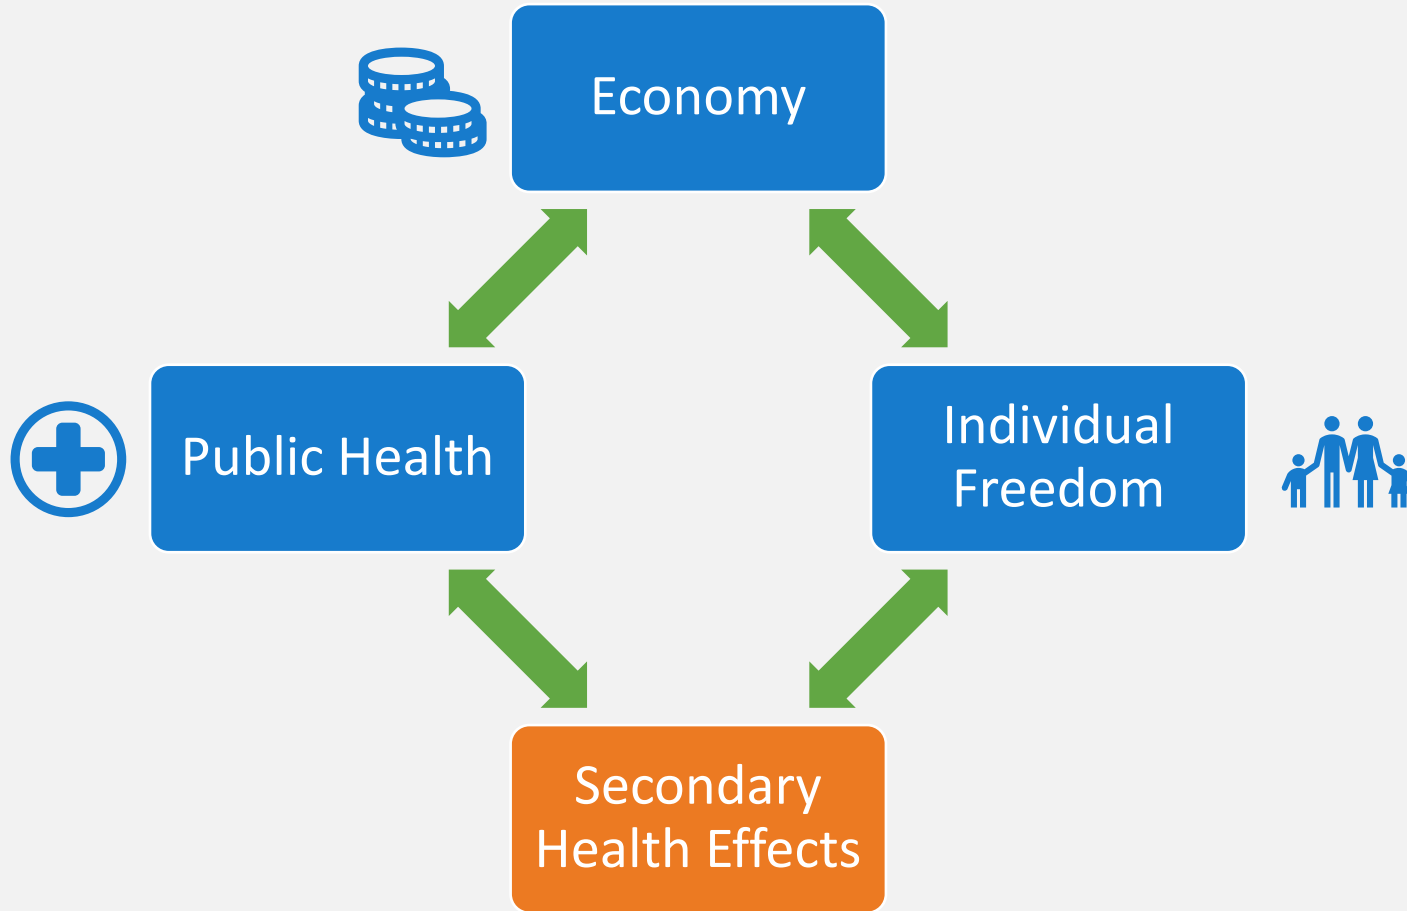 Economy
Public Health
Individual
Freedom
Secondary
Health Effects